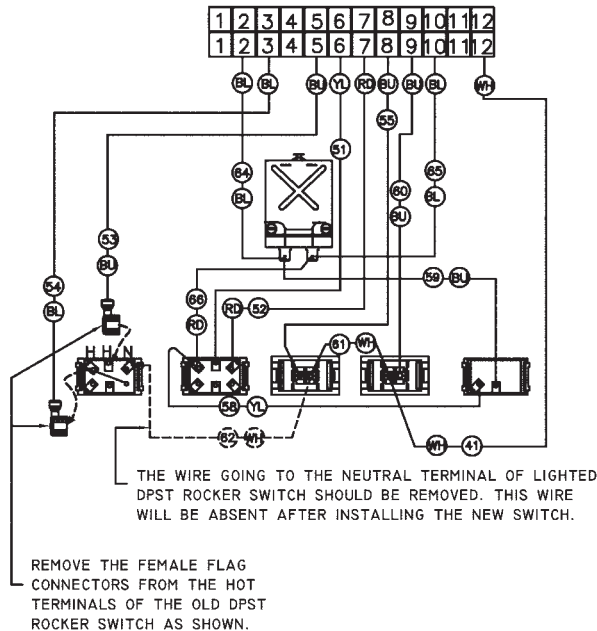 1 2 3 4 5 6 7 8 9 10 11 12
1 2 3 4 5 6 7 8 9 10 11 12
BL BL BU YL RD BU BU BL WH
55
51
64 60 65
BL BU BL
53
BU
59 BU
54
BL
66
RD
RD 52
61 WH
H H N
58 YL
62 WH
WH 41
THE WIRE GOING TO THE NEUTRAL TERMINAL OF LIGHTED
DPST ROCKER SWITCH SHOULD BE REMOVED. THIS WIRE
WILL BE ABSENT AFTER INSTALLING THE NEW SWITCH.
REMOVE THE FEMALE FLAG
CONNECTORS FROM THE HOT
TERMINALS OF THE OLD DPST
ROCKER SWITCH AS SHOWN.